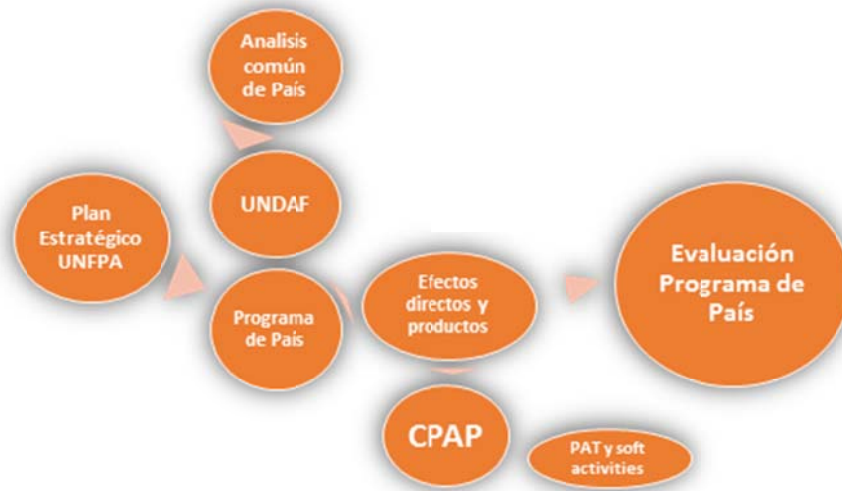 Analisis
común
de País
UNDAF
Plan
Estratégico
UNFPA
Programa
de País
Efectos
directos y
productos
Evaluación
Programa de
País
CPAP
PAT y soft
activities